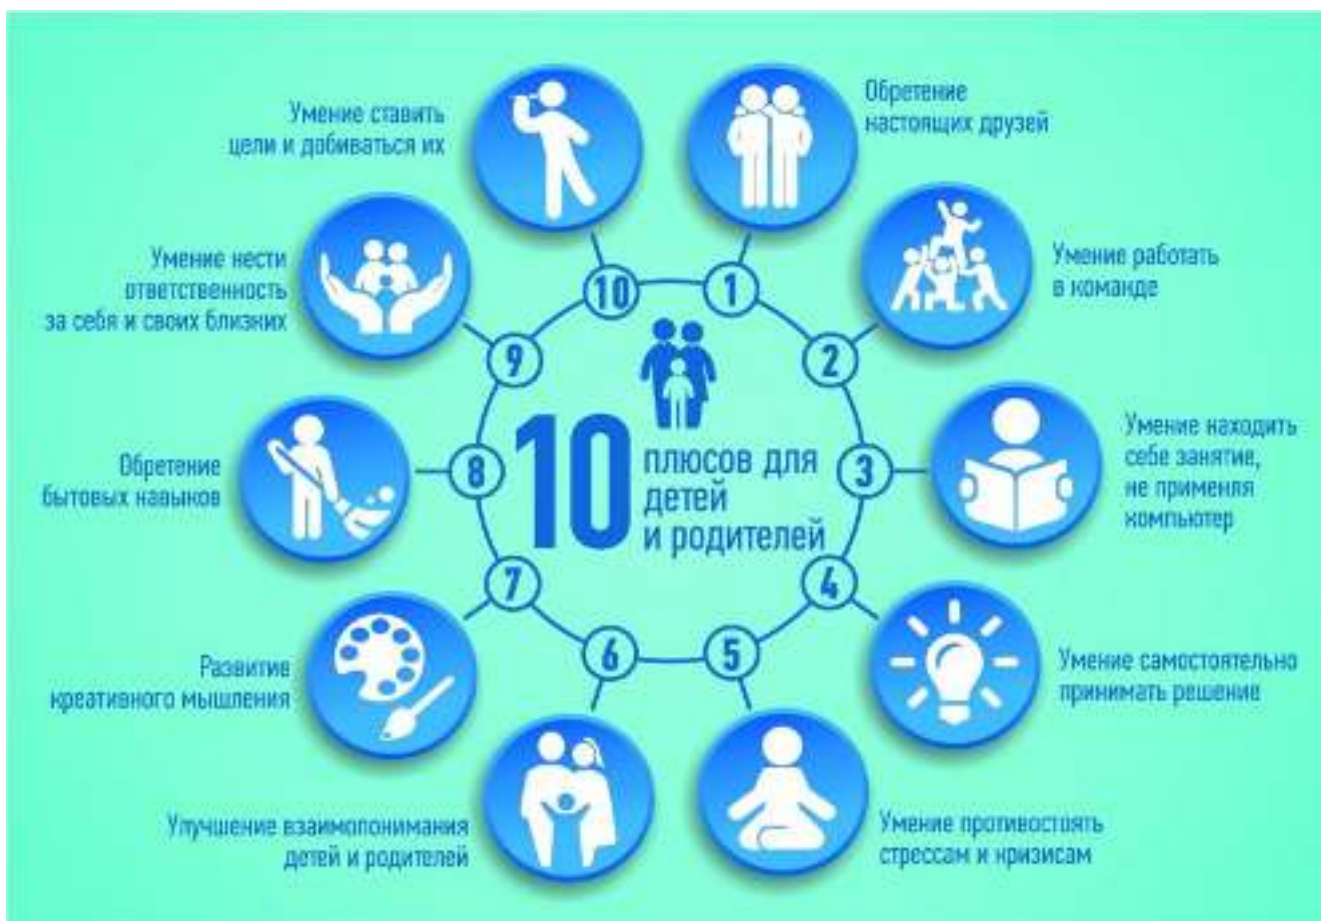 10
плюсов для
детей
и родителей
1
Обретение
настоящих друзей
2
Умение работать
в команде
3
Умение находить
себе занятие,
не применяя
компьютер
4
Умение самостоятельно
принимать решение
5
Умение противостоять
стрессам и кризисам
6
Улучшение взаимопонимания
детей и родителей
7
Развитие
креативного мышления
8
Обретение
бытовых навыков
9
Умение нести
ответственность
за себя и своих близких
10
Умение ставить
цели и добиваться их